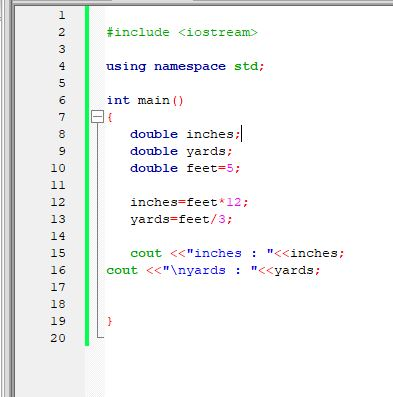 1
2 #include <iostream>
3
4 using namespace std;
5
6 int main()
7 {
8 double inches;
9 double yards;
10 double feet=5;
11
12 inches=feet*12;
13 yards=feet/3;
14
15 cout <<"inches : "<<inches;
16 cout <<"\nyards : "<<yards;
17
18
19 }
20